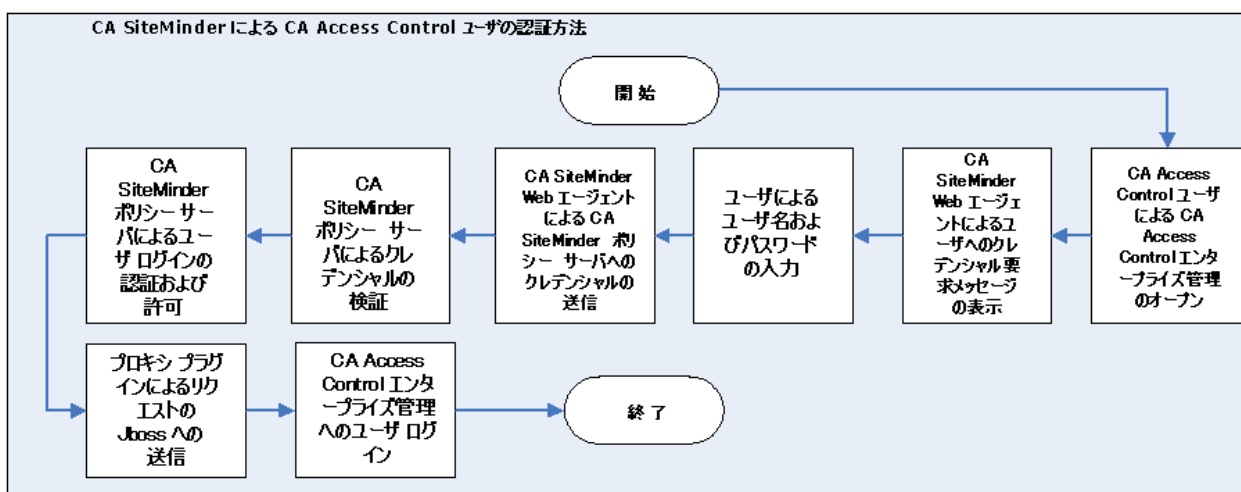 CA SiteMinder による CA Access Control ユーザの認証方法
開始
CA Access
Control ユーザ
による CA
Access
Control エンタ
ープライズ管理
のオープン
CA
SiteMinder
Web エージェ
ントによるユ
ーザへのクレ
デンシャル要
求メッセージ
の表示
ユーザによる
ユーザ名およ
びパスワード
の入力
CA SiteMinder
Web エージェント
による CA
SiteMinder ポリ
シー サーバへの
クレデンシャルの
送信
CA
SiteMinder
ポリシー サー
バによるクレ
デンシャルの
検証
CA
SiteMinder
ポリシー サー
バによるユー
ザ ログインの
認証および
許可
プロキシ プラグ
インによるリク
エストの
Jboss への
送信
CA Access
Control エンタ
ープライズ管理
へのユーザ ログ
イン
終了